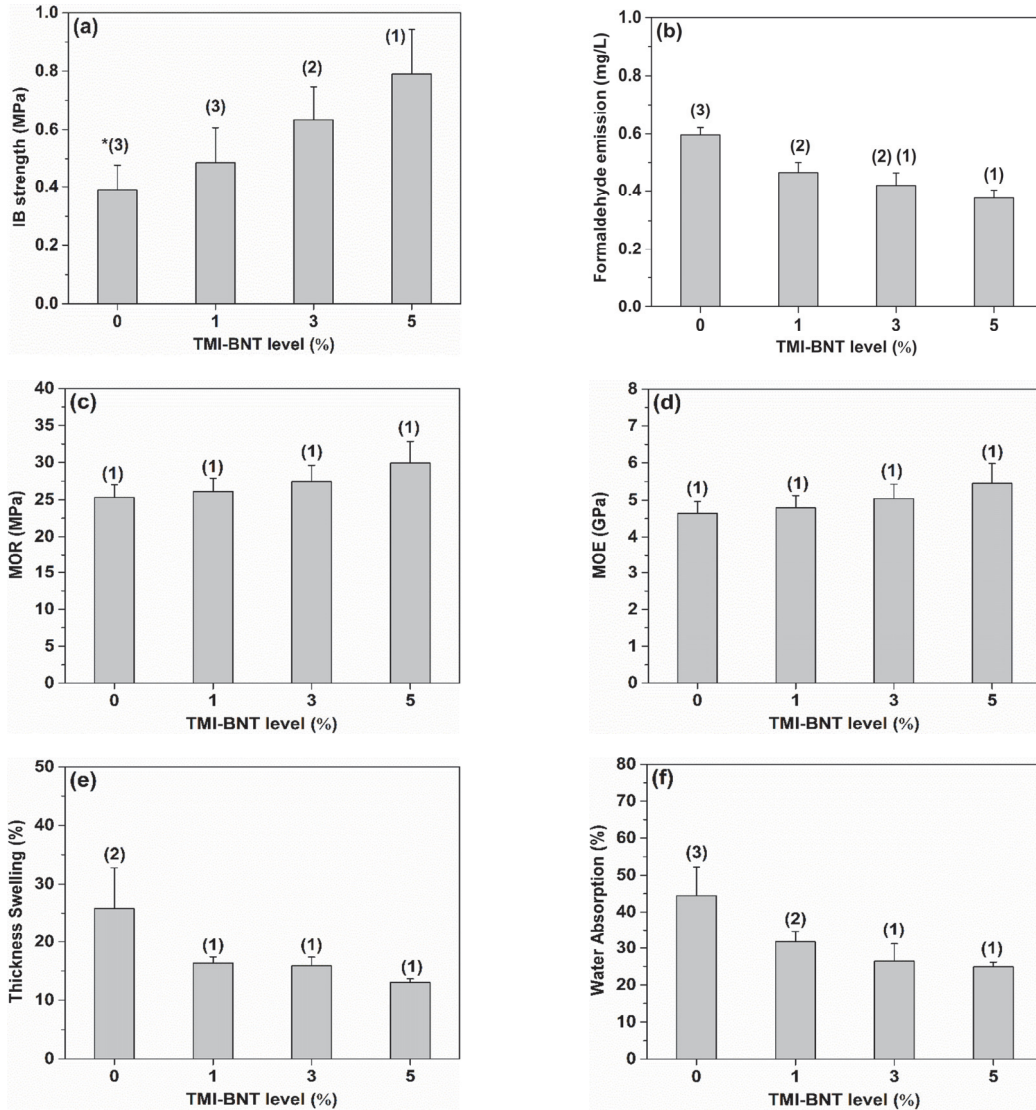 (a)
IB strength (MPa)
1.0
0.8
0.6
0.4
0.2
0.0
*(3)
(3)
(2)
(1)
0 1 3 5
TMI-BNT level (%)
(b)
Formaldehyde emission (mg/L)
1.0
0.8
0.6
0.4
0.2
0.0
(3)
(2)
(2) (1)
(1)
0 1 3 5
TMI-BNT level (%)
(c)
MOR (MPa)
40
35
30
25
20
15
10
5
0
(1)
(1)
(1)
(1)
0 1 3 5
TMI-BNT level (%)
(d)
MOE (GPa)
8
7
6
5
4
3
2
1
0
(1)
(1)
(1)
(1)
0 1 3 5
TMI-BNT level (%)
(e)
Thickness Swelling (%)
50
40
30
20
10
0
(2)
(1)
(1)
(1)
0 1 3 5
TMI-BNT level (%)
(f)
Water Absorption (%)
80
70
60
50
40
30
20
10
0
(3)
(2)
(1)
(1)
0 1 3 5
TMI-BNT level (%)